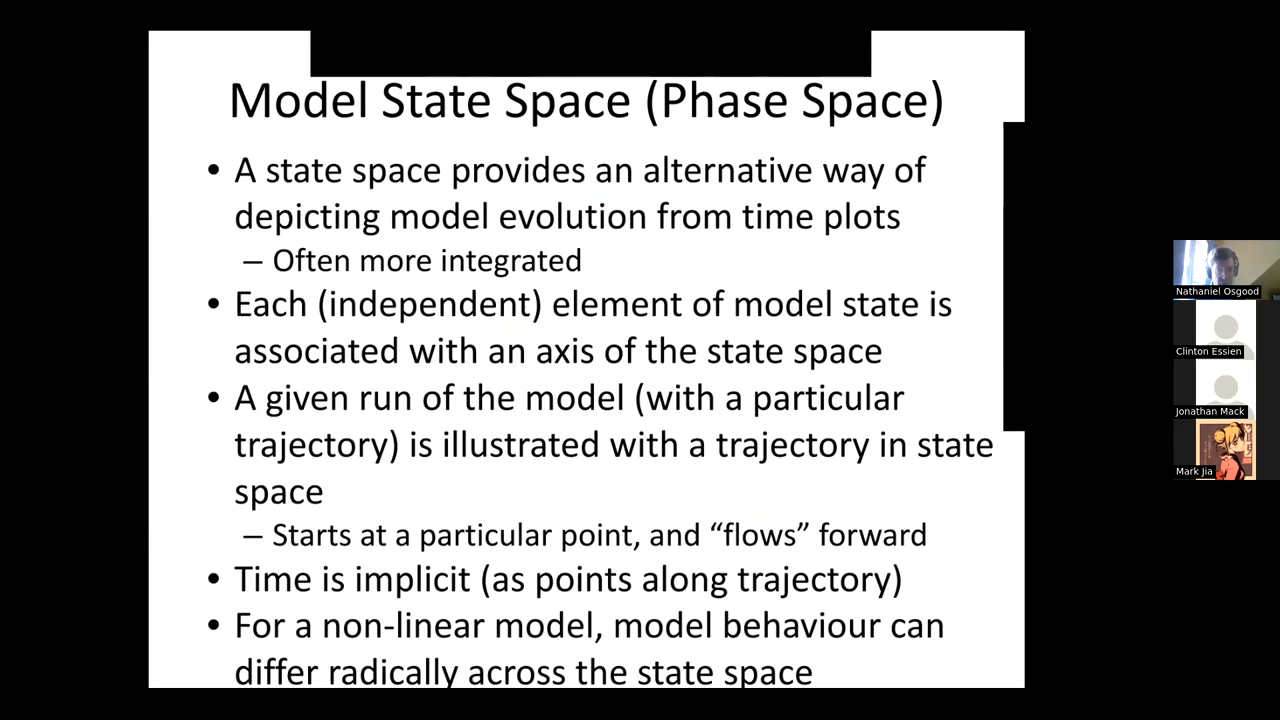 Model State Space (Phase Space)
• A state space provides an alternative way of
depicting model evolution from time plots
– Often more integrated
• Each (independent) element of model state is
associated with an axis of the state space
• A given run of the model (with a particular
trajectory) is illustrated with a trajectory in state
space
– Starts at a particular point, and “flows” forward
• Time is implicit (as points along trajectory)
• For a non-linear model, model behaviour can
differ radically across the state space
Nathaniel Osgood
Clinton Essien
Jonathan Mack
Mark Jia